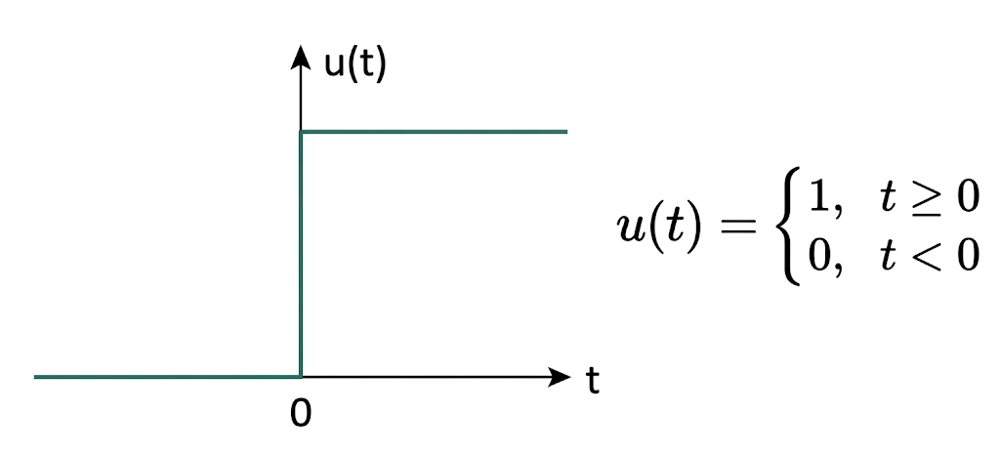 u(t)
u(t) = { 1, t ≥ 0
0, t < 0
t
0